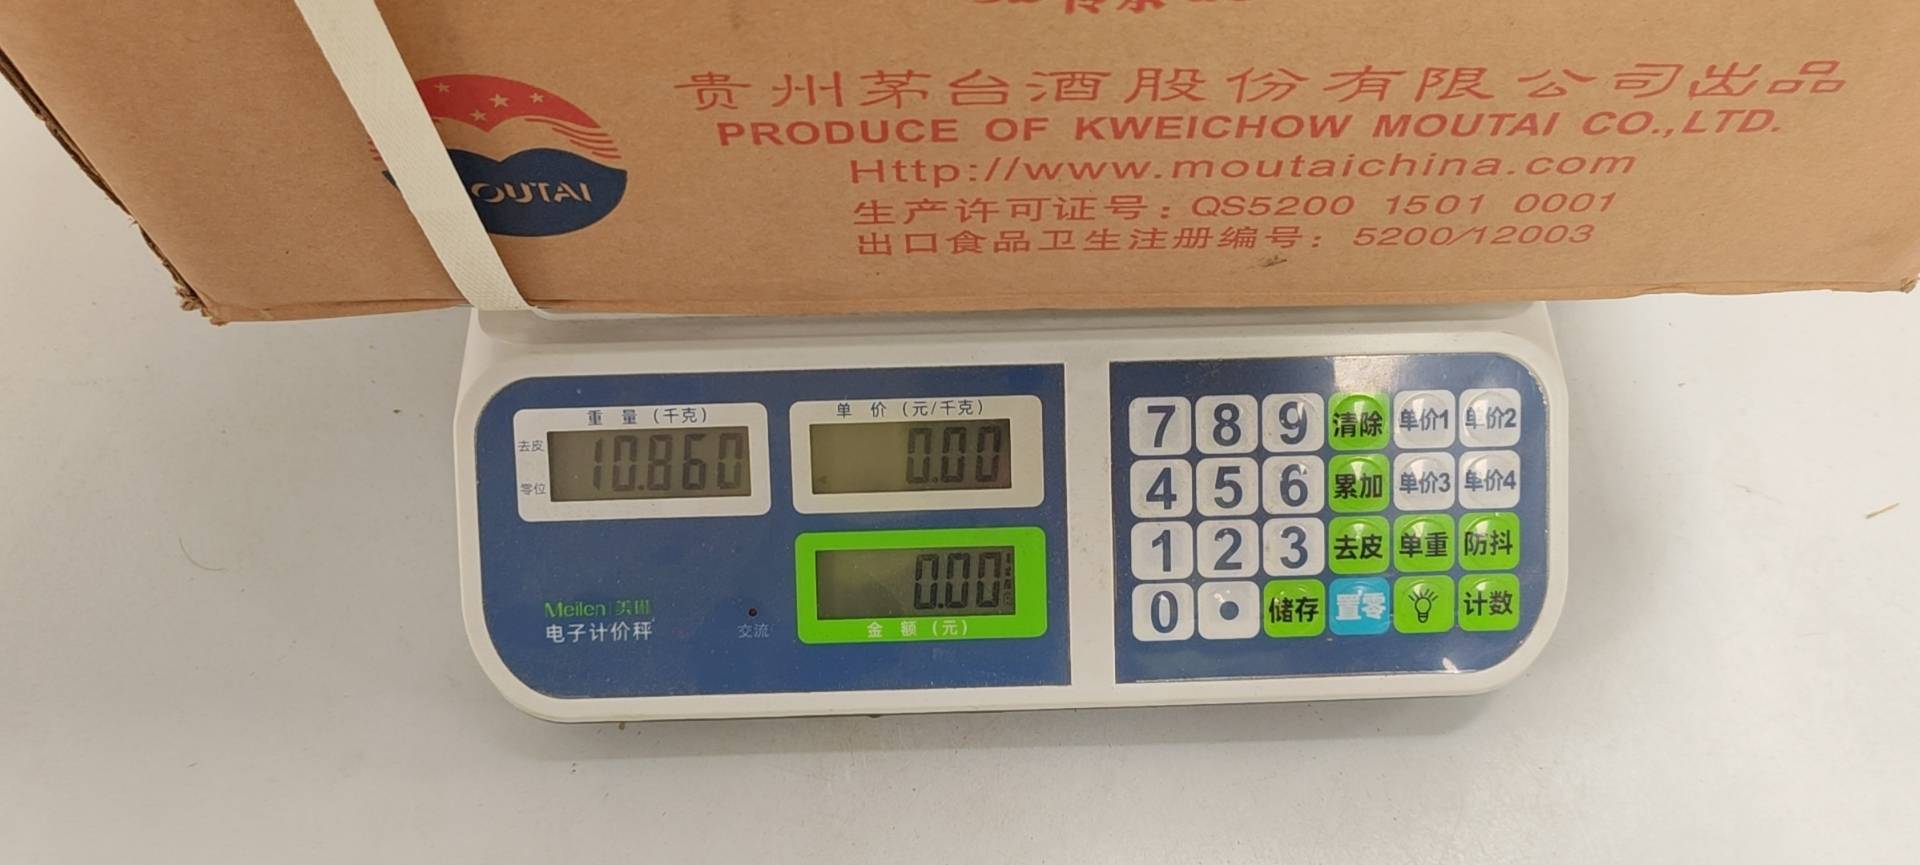 贵州茅台酒股份有限公司出品
PRODUCE OF KWEICHOW MOUTAI CO.,LTD.
Http://www.moutaichina.com
生产许可证号：QS5200 1501 0001
出口食品卫生注册编号：5200/12003
OUTAI
重 量 (千克)
去皮
零位
10.860
单 价 (元/千克)
0.00
0.00
金 额 (元)
Meilen 美
电子计价秤
交流
7 8 9 清除 单价1 单价2
4 5 6 累加 单价3 单价4
1 2 3 去皮 单重 防抖
0 • 储存 置零 计数